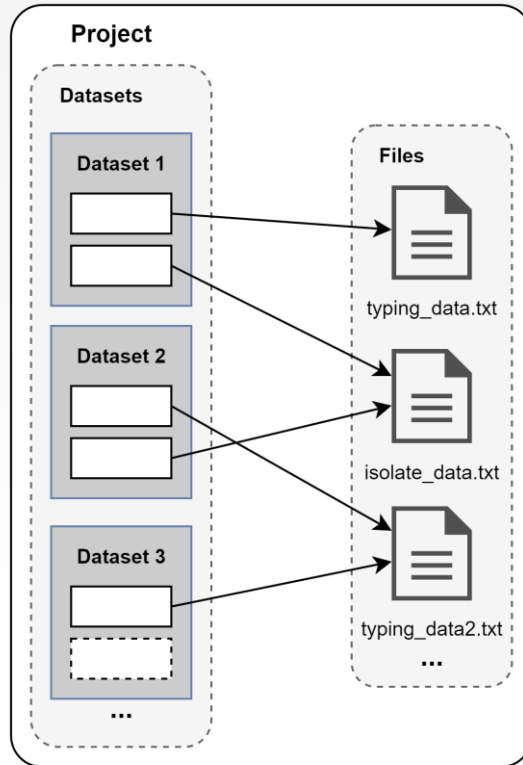 Project
Datasets
Dataset 1
Dataset 2
Dataset 3
...
Files
typing_data.txt
isolate_data.txt
typing_data2.txt
...